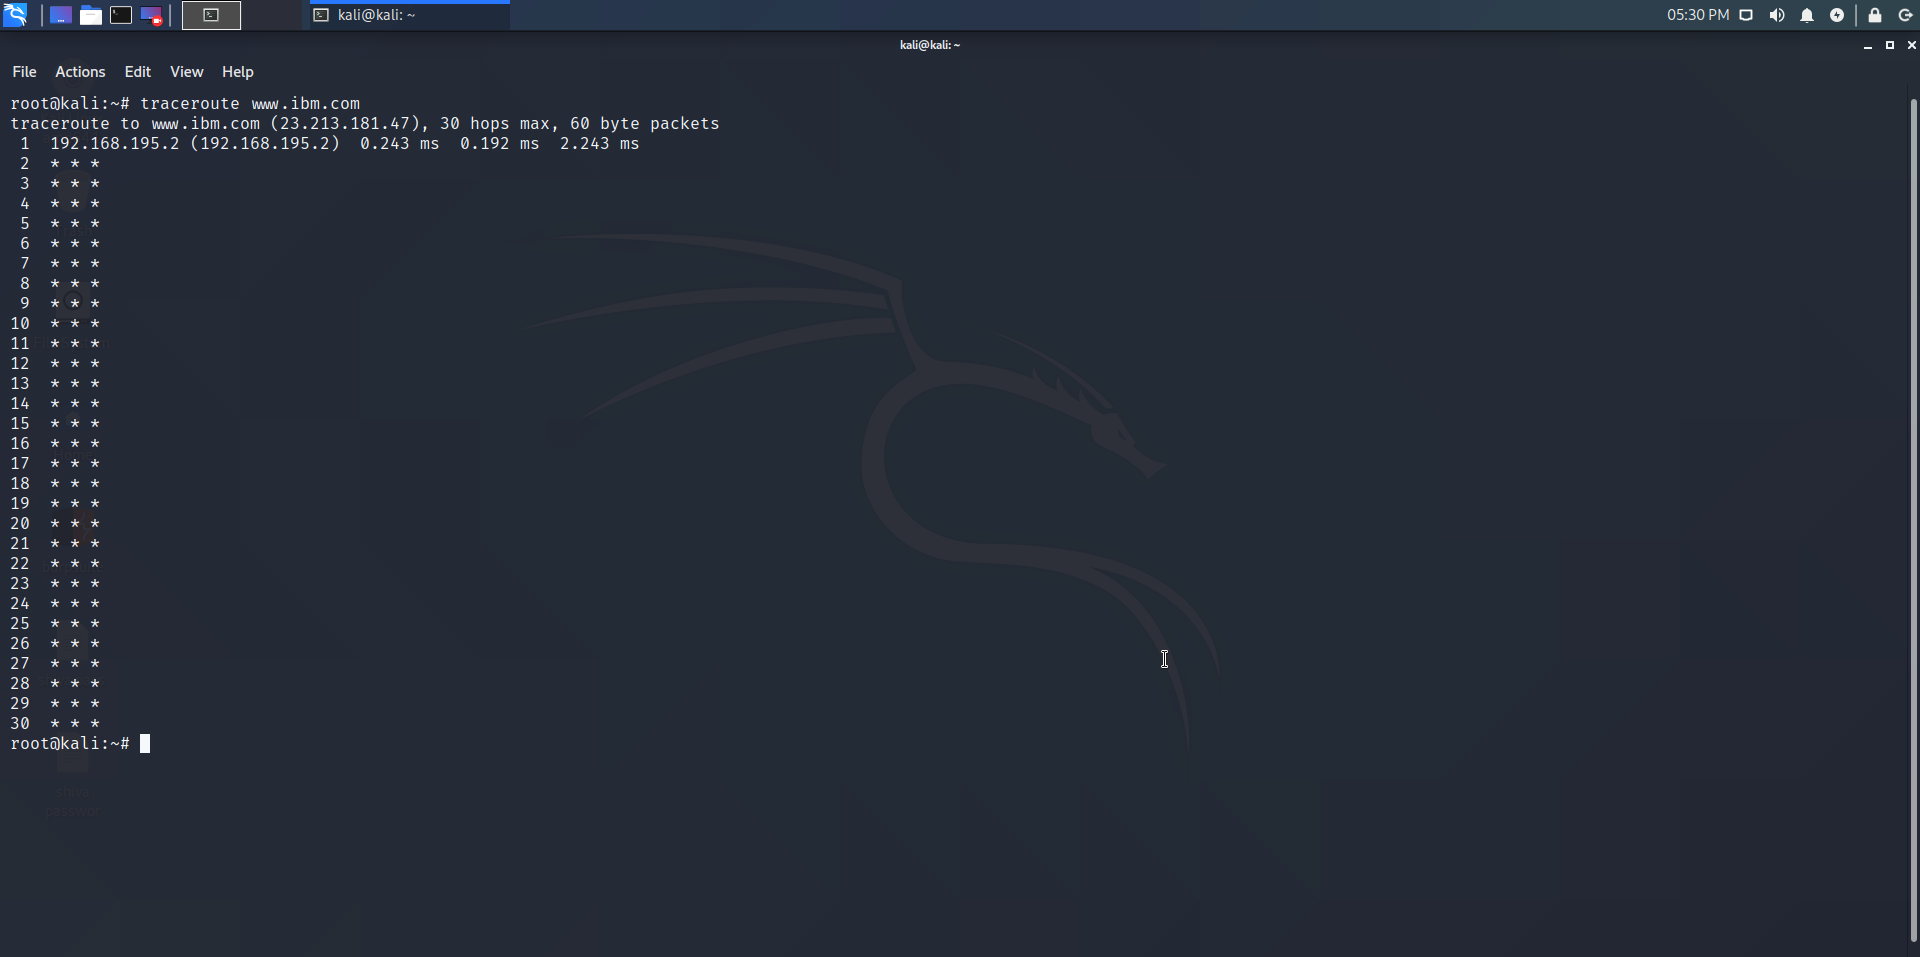 kali@kali: ~
05:30 PM
kali@kali: ~
File Actions Edit View Help
root@kali:~# traceroute www.ibm.com
traceroute to www.ibm.com (23.213.181.47), 30 hops max, 60 byte packets
 1  192.168.195.2 (192.168.195.2)  0.243 ms  0.192 ms  2.243 ms
 2  * * *
 3  * * *
 4  * * *
 5  * * *
 6  * * *
 7  * * *
 8  * * *
 9  * * *
10  * * *
11  * * *
12  * * *
13  * * *
14  * * *
15  * * *
16  * * *
17  * * *
18  * * *
19  * * *
20  * * *
21  * * *
22  * * *
23  * * *
24  * * *
25  * * *
26  * * *
27  * * *
28  * * *
29  * * *
30  * * *
root@kali:~#